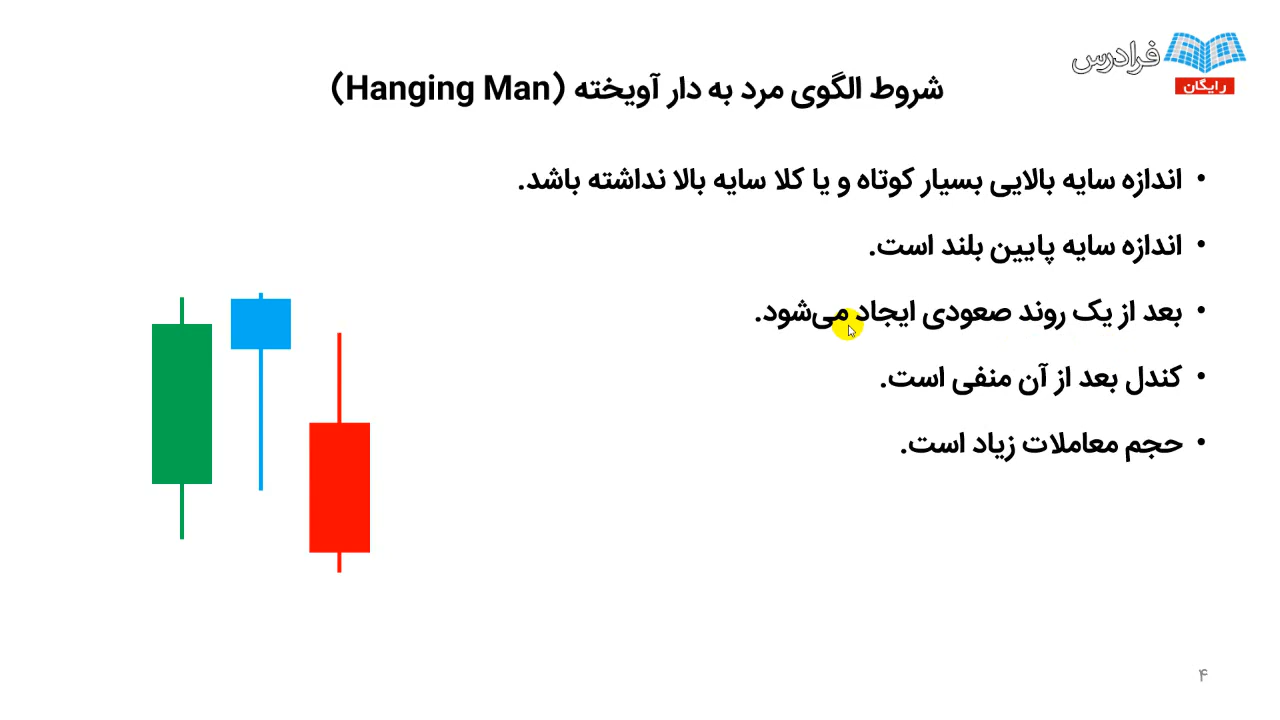 فرادرس
رایگان
شروط الگوی مرد به دار آویخته (Hanging Man)
• اندازه سایه بالایی بسیار کوتاه و یا کلا سایه بالا نداشته باشد.
• اندازه سایه پایین بلند است.
• بعد از یک روند صعودی ایجاد می‌شود.
• کندل بعد از آن منفی است.
• حجم معاملات زیاد است.
۴